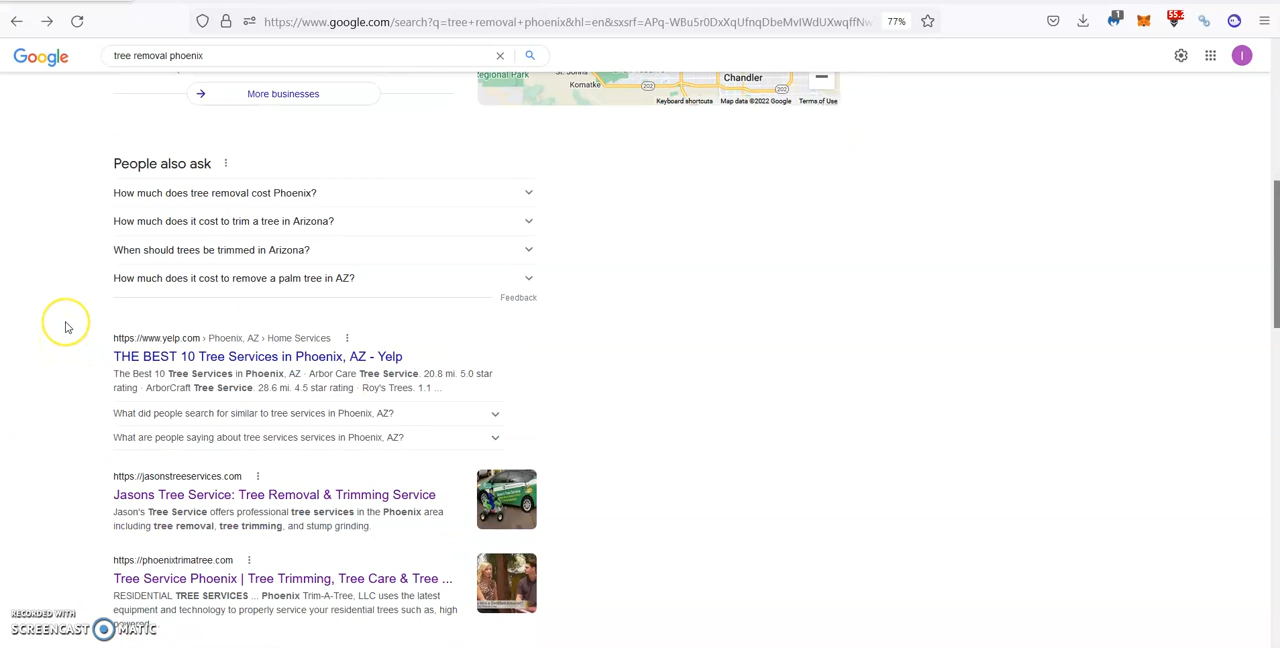 https://www.google.com/search?q=tree+removal+phoenix&hl=en&sxsrf=APq-WBu5r0DxXqUfnqDbeMvIWdUXwqffNw
77%
1
55.2
Google
tree removal phoenix
I
Regional Park
Komatke
202
Chandler
202
More businesses
Keyboard shortcuts
Map data ©2022 Google
Terms of Use
People also ask
How much does tree removal cost Phoenix?
How much does it cost to trim a tree in Arizona?
When should trees be trimmed in Arizona?
How much does it cost to remove a palm tree in AZ?
Feedback
https://www.yelp.com › Phoenix, AZ › Home Services
THE BEST 10 Tree Services in Phoenix, AZ - Yelp
The Best 10 Tree Services in Phoenix, AZ · Arbor Care Tree Service. 20.8 mi. 5.0 star
rating · ArborCraft Tree Service. 28.6 mi. 4.5 star rating · Roy's Trees. 1.1 ...
What did people search for similar to tree services in Phoenix, AZ?
What are people saying about tree services services in Phoenix, AZ?
https://jasonstreeservices.com
Jasons Tree Service: Tree Removal & Trimming Service
Jason's Tree Service offers professional tree services in the Phoenix area
including tree removal, tree trimming, and stump grinding.
https://phoenixtrimatree.com
Tree Service Phoenix | Tree Trimming, Tree Care & Tree ...
RESIDENTIAL TREE SERVICES ... Phoenix Trim-A-Tree, LLC uses the latest
equipment and technology to properly service your residential trees such as, high
powered
RECORDED WITH
SCREENCAST MATIC